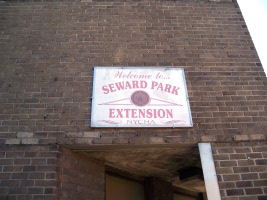 Welcome to...
SEWARD PARK
EXTENSION
NYCHA